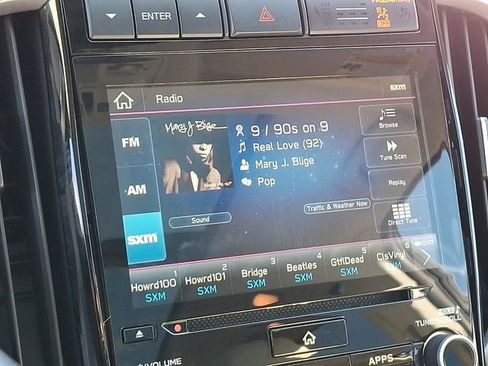 ENTER
Radio
sxm
FM
AM
sxm
Mary J. Blige
9 / 90s on 9
Real Love (92)
Mary J. Blige
Pop
Sound
Traffic & Weather Now
Browse
Tune Scan
Replay
Direct Tune
1 Howrd100 SXM
2 Howrd101 SXM
3 Bridge SXM
4 Beatles SXM
5 GtflDead SXM
6 ClsVinyl SXM
TUNE/SCROLL
VOLUME
APPS